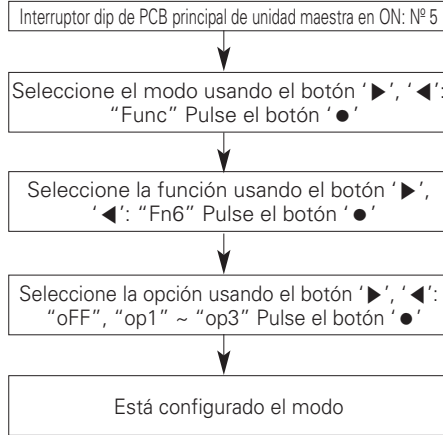 Interruptor dip de PCB principal de unidad maestra en ON: Nº 5
Seleccione el modo usando el botón ‘▶’, ‘◀’:
“Func” Pulse el botón ‘●’
Seleccione la función usando el botón ‘▶’,
‘◀’: “Fn6” Pulse el botón ‘●’
Seleccione la opción usando el botón ‘▶’, ‘◀’:
“oFF”, “op1” ~ “op3” Pulse el botón ‘●’
Está configurado el modo